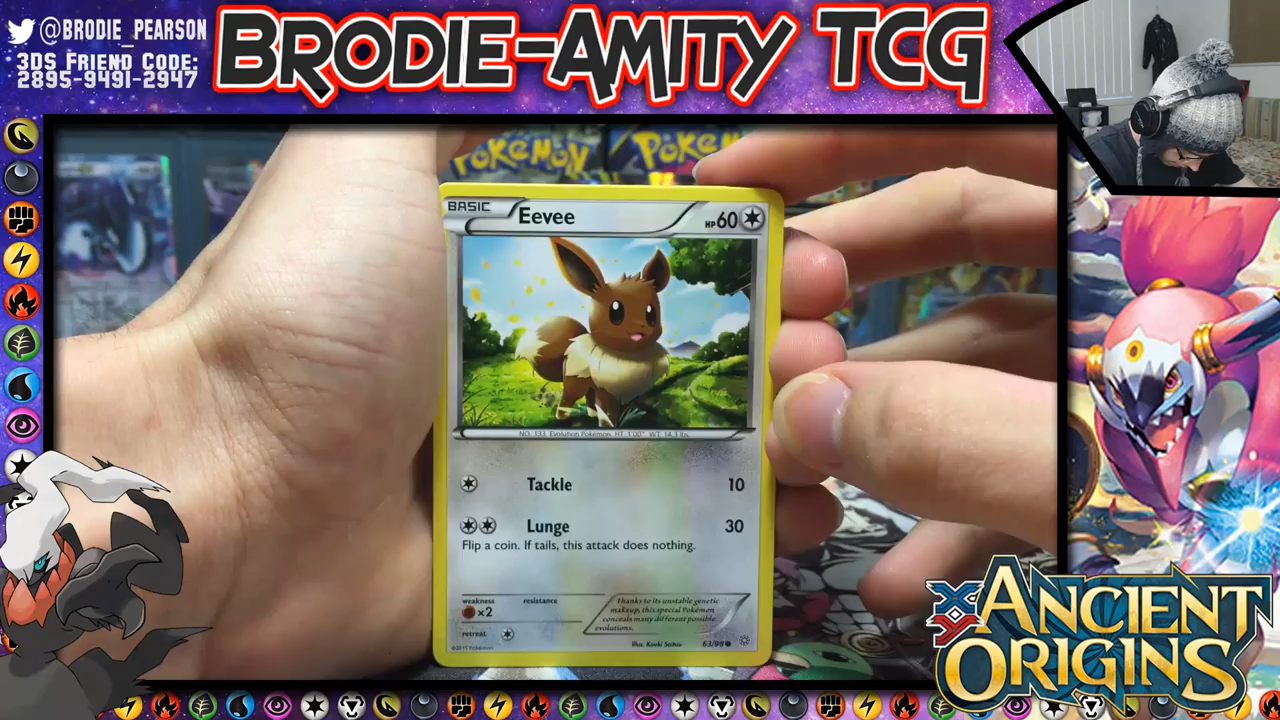 @BRODIE_PEARSON
3DS Friend Code:
2895-9491-2947
BRODIE-AMITY TCG
POKéMON POKéM
BASIC Eevee HP60
NO. 133 Evolution Pokémon HT: 1'00" WT: 14.3 lbs.
Tackle 10
Lunge 30
Flip a coin. If tails, this attack does nothing.
weakness resistance
×2
retreat
Thanks to its unstable genetic
makeup, this special Pokémon
conceals many different possible
evolutions.
©2015 Pokémon Illus. Kouki Saitou 63/98
XY
ANCIENT
ORIGINS